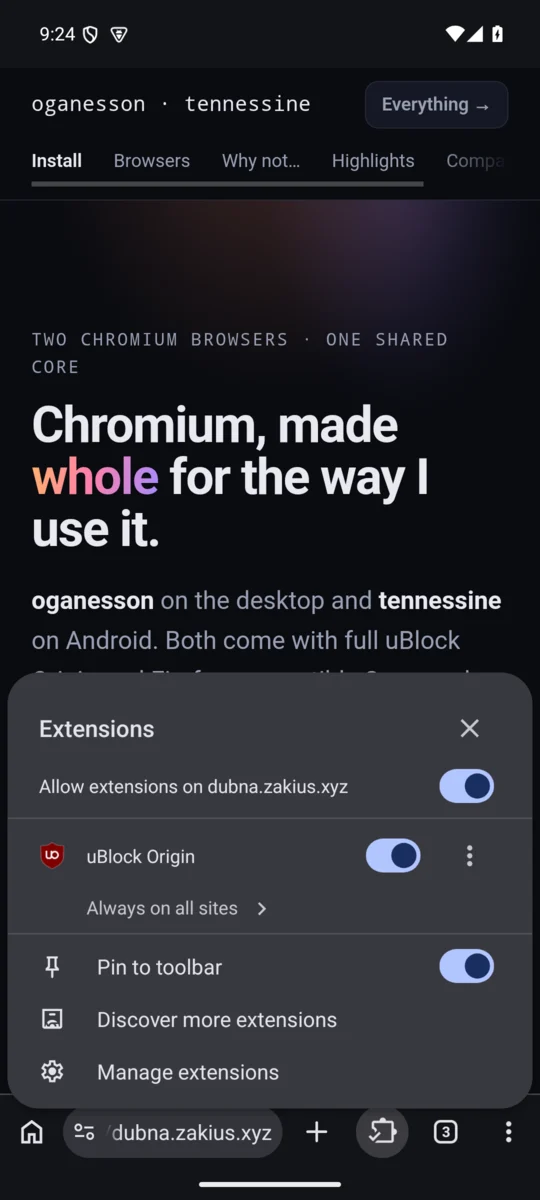 9:24
oganesson · tennessine
Everything →
Install Browsers Why not... Highlights Compa
TWO CHROMIUM BROWSERS · ONE SHARED
CORE
Chromium, made
whole for the way I
use it.
oganesson on the desktop and tennessine
on Android. Both come with full uBlock
Extensions
Allow extensions on dubna.zakius.xyz
uBlock Origin
Always on all sites
Pin to toolbar
Discover more extensions
Manage extensions
/dubna.zakius.xyz
3